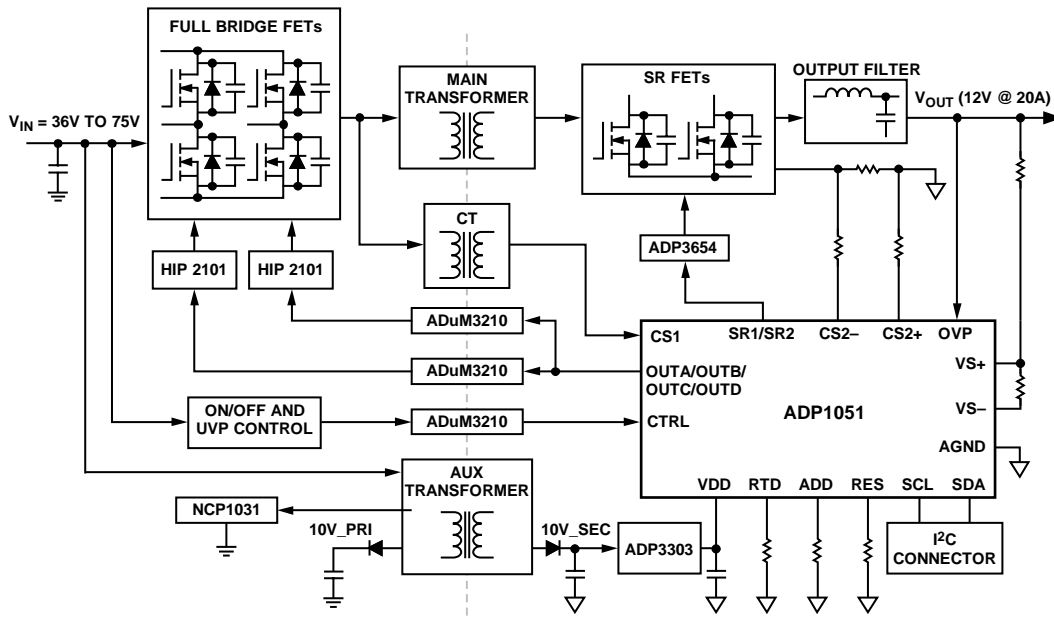 FULL BRIDGE FETs
V_IN = 36V TO 75V
MAIN
TRANSFORMER
SR FETs
OUTPUT FILTER
V_OUT (12V @ 20A)
CT
HIP 2101
HIP 2101
ADP3654
ADuM3210
ADuM3210
ON/OFF AND
UVP CONTROL
ADuM3210
CS1
SR1/SR2
CS2–
CS2+
OVP
VS+
OUTA/OUTB/
OUTC/OUTD
ADP1051
VS–
CTRL
AGND
VDD
RTD
ADD
RES
SCL
SDA
AUX
TRANSFORMER
NCP1031
10V_PRI
10V_SEC
ADP3303
I²C
CONNECTOR